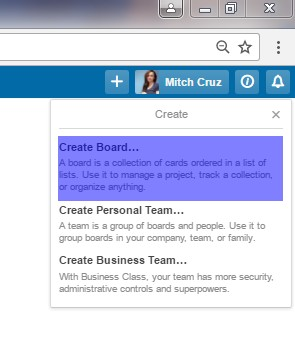 Mitch Cruz
Create
Create Board…
A board is a collection of cards ordered in a list of
lists. Use it to manage a project, track a collection,
or organize anything.
Create Personal Team…
A team is a group of boards and people. Use it to
group boards in your company, team, or family.
Create Business Team…
With Business Class, your team has more security,
administrative controls and superpowers.